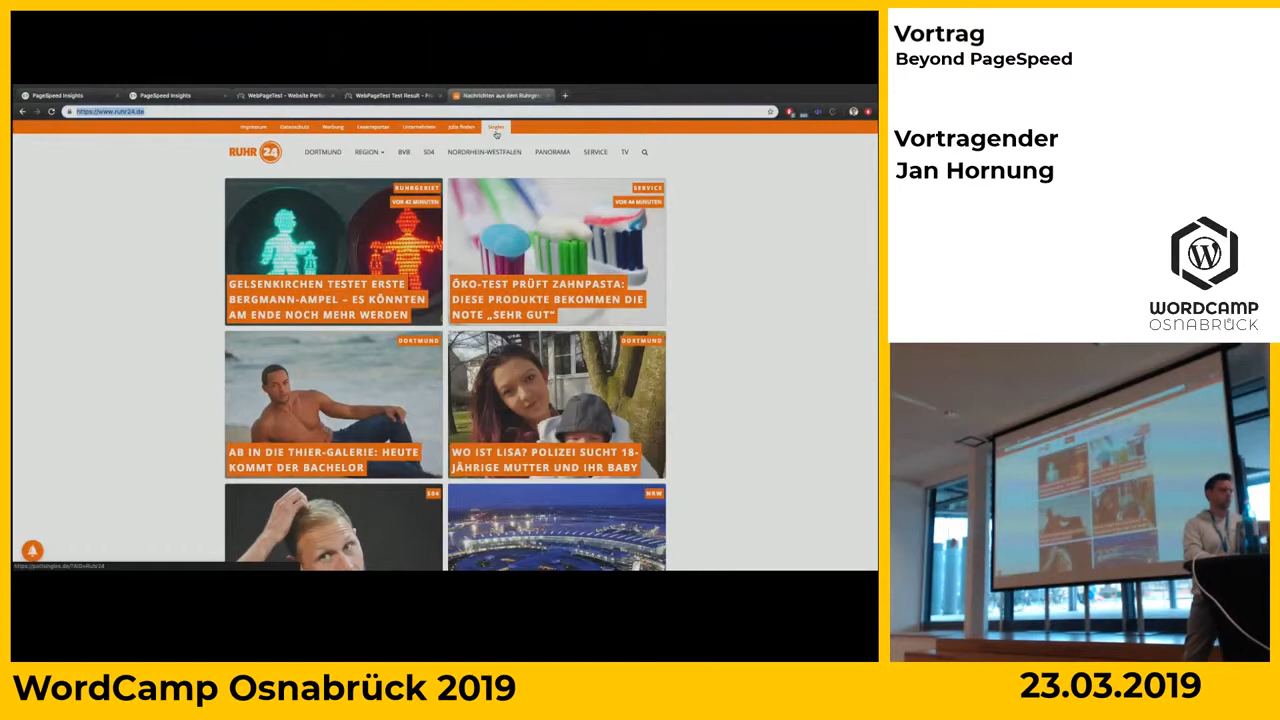 Vortrag
Beyond PageSpeed
Vortragender
Jan Hornung
WORDCAMP
OSNABRÜCK
PageSpeed Insights
PageSpeed Insights
WebPageTest - Website Perfo
WebPageTest Test Result - Fra
Nachrichten aus dem Ruhrge
https://www.ruhr24.de
Impressum Datenschutz Werbung Leserreporter Unternehmen Jobs finden Singles
RUHR 24
DORTMUND REGION BVB S04 NORDRHEIN-WESTFALEN PANORAMA SERVICE TV
RUHRGEBIET
VOR 42 MINUTEN
GELSENKIRCHEN TESTET ERSTE
BERGMANN-AMPEL – ES KÖNNTEN
AM ENDE NOCH MEHR WERDEN
SERVICE
VOR 44 MINUTEN
ÖKO-TEST PRÜFT ZAHNPASTA:
DIESE PRODUKTE BEKOMMEN DIE
NOTE „SEHR GUT“
DORTMUND
AB IN DIE THIER-GALERIE: HEUTE
KOMMT DER BACHELOR
DORTMUND
WO IST LISA? POLIZEI SUCHT 18-
JÄHRIGE MUTTER UND IHR BABY
S04
NRW
WordCamp Osnabrück 2019
23.03.2019